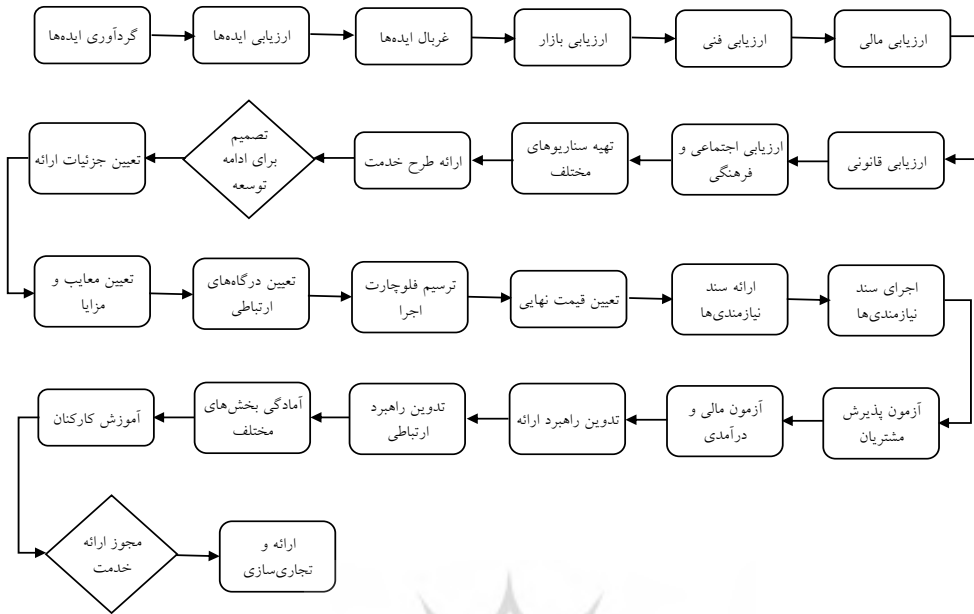 گردآوری ایده‌ها
ارزیابی ایده‌ها
غربال ایده‌ها
ارزیابی بازار
ارزیابی فنی
ارزیابی مالی
ارزیابی قانونی
ارزیابی اجتماعی و
فرهنگی
تهیه سناریوهای
مختلف
ارائه طرح خدمت
تصمیم
برای ادامه
توسعه
تعیین جزئیات ارائه
تعیین معایب و
مزایا
تعیین درگاه‌های
ارتباطی
ترسیم فلوچارت
اجرا
تعیین قیمت نهایی
ارائه سند
نیازمندی‌ها
اجرای سند
نیازمندی‌ها
آزمون پذیرش
مشتریان
آزمون مالی و
درآمدی
تدوین راهبرد ارائه
تدوین راهبرد
ارتباطی
آمادگی بخش‌های
مختلف
آموزش کارکنان
مجوز ارائه
خدمت
ارائه و
تجاری‌سازی